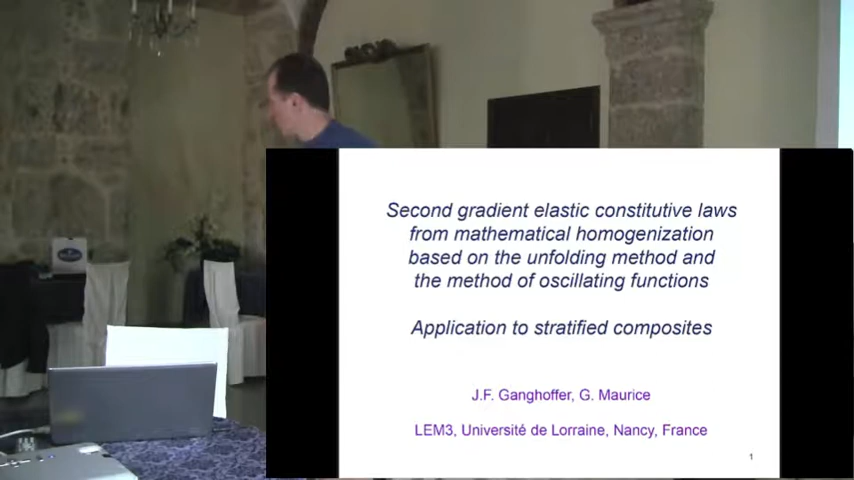 Second gradient elastic constitutive laws
from mathematical homogenization
based on the unfolding method and
the method of oscillating functions
Application to stratified composites
J.F. Ganghoffer, G. Maurice
LEM3, Université de Lorraine, Nancy, France
1